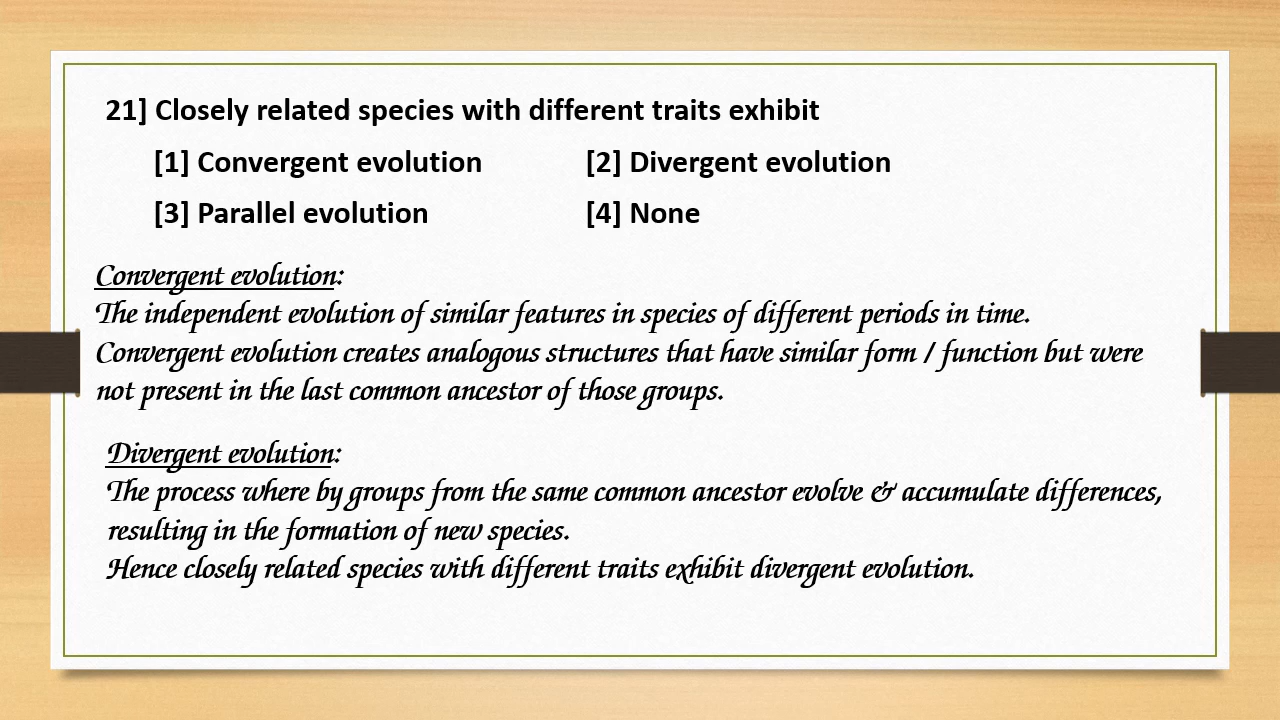 21] Closely related species with different traits exhibit
[1] Convergent evolution [2] Divergent evolution
[3] Parallel evolution [4] None
Convergent evolution:
The independent evolution of similar features in species of different periods in time.
Convergent evolution creates analogous structures that have similar form / function but were
not present in the last common ancestor of those groups.
Divergent evolution:
The process where by groups from the same common ancestor evolve & accumulate differences,
resulting in the formation of new species.
Hence closely related species with different traits exhibit divergent evolution.